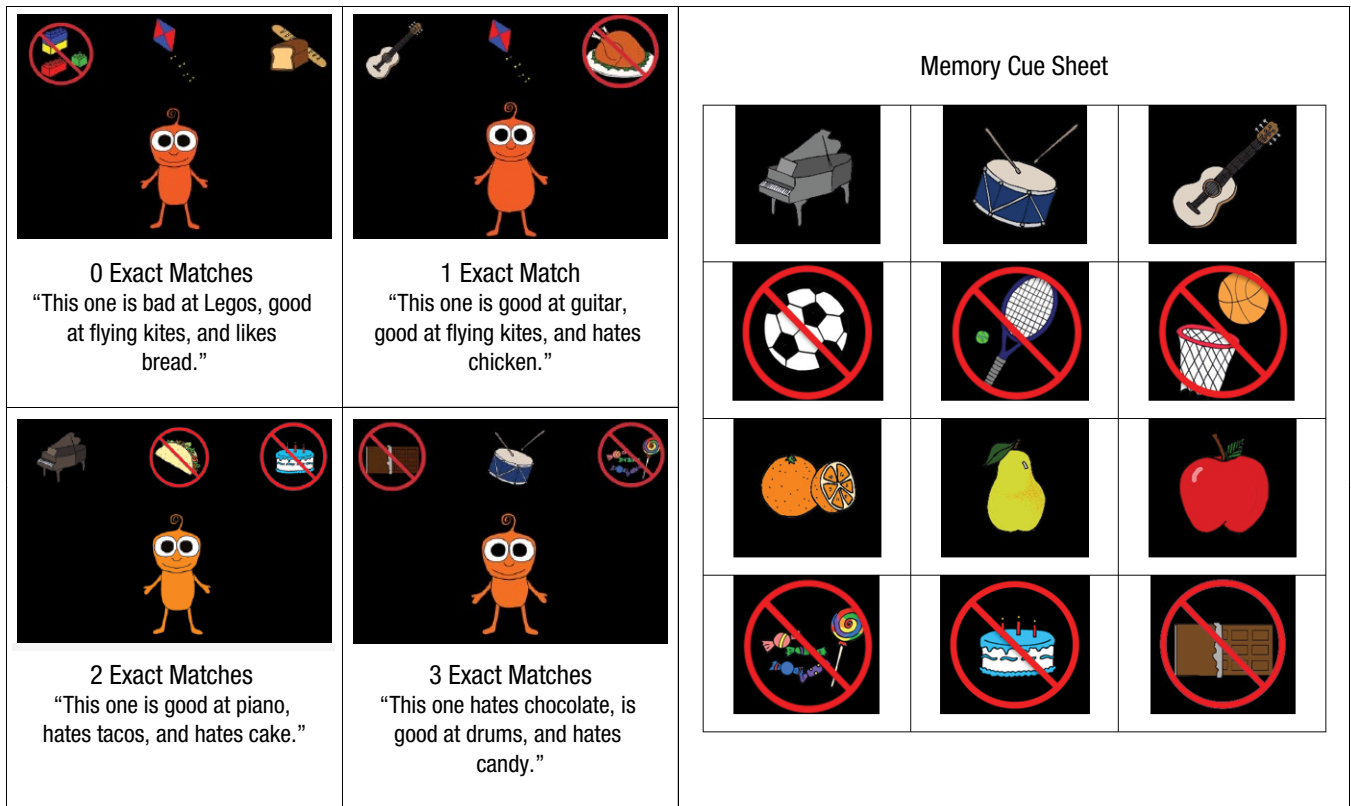 0 Exact Matches
“This one is bad at Legos, good
at flying kites, and likes
bread.”
1 Exact Match
“This one is good at guitar,
good at flying kites, and hates
chicken.”
2 Exact Matches
“This one is good at piano,
hates tacos, and hates cake.”
3 Exact Matches
“This one hates chocolate, is
good at drums, and hates
candy.”
Memory Cue Sheet